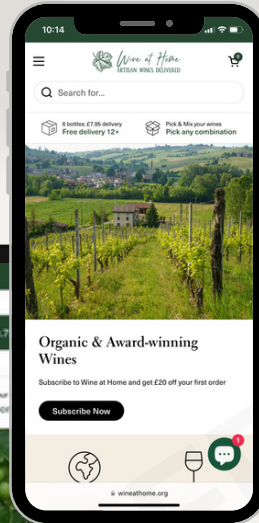 10:14
Wine at Home
ARTISAN WINES DELIVERED
0
Search for...
6 bottles: £7.95 delivery
Free delivery 12+
Pick & Mix your wines
Pick any combination
Organic & Award-winning
Wines
Subscribe to Wine at Home and get £20 off your first order
Subscribe Now
1
wineathome.org